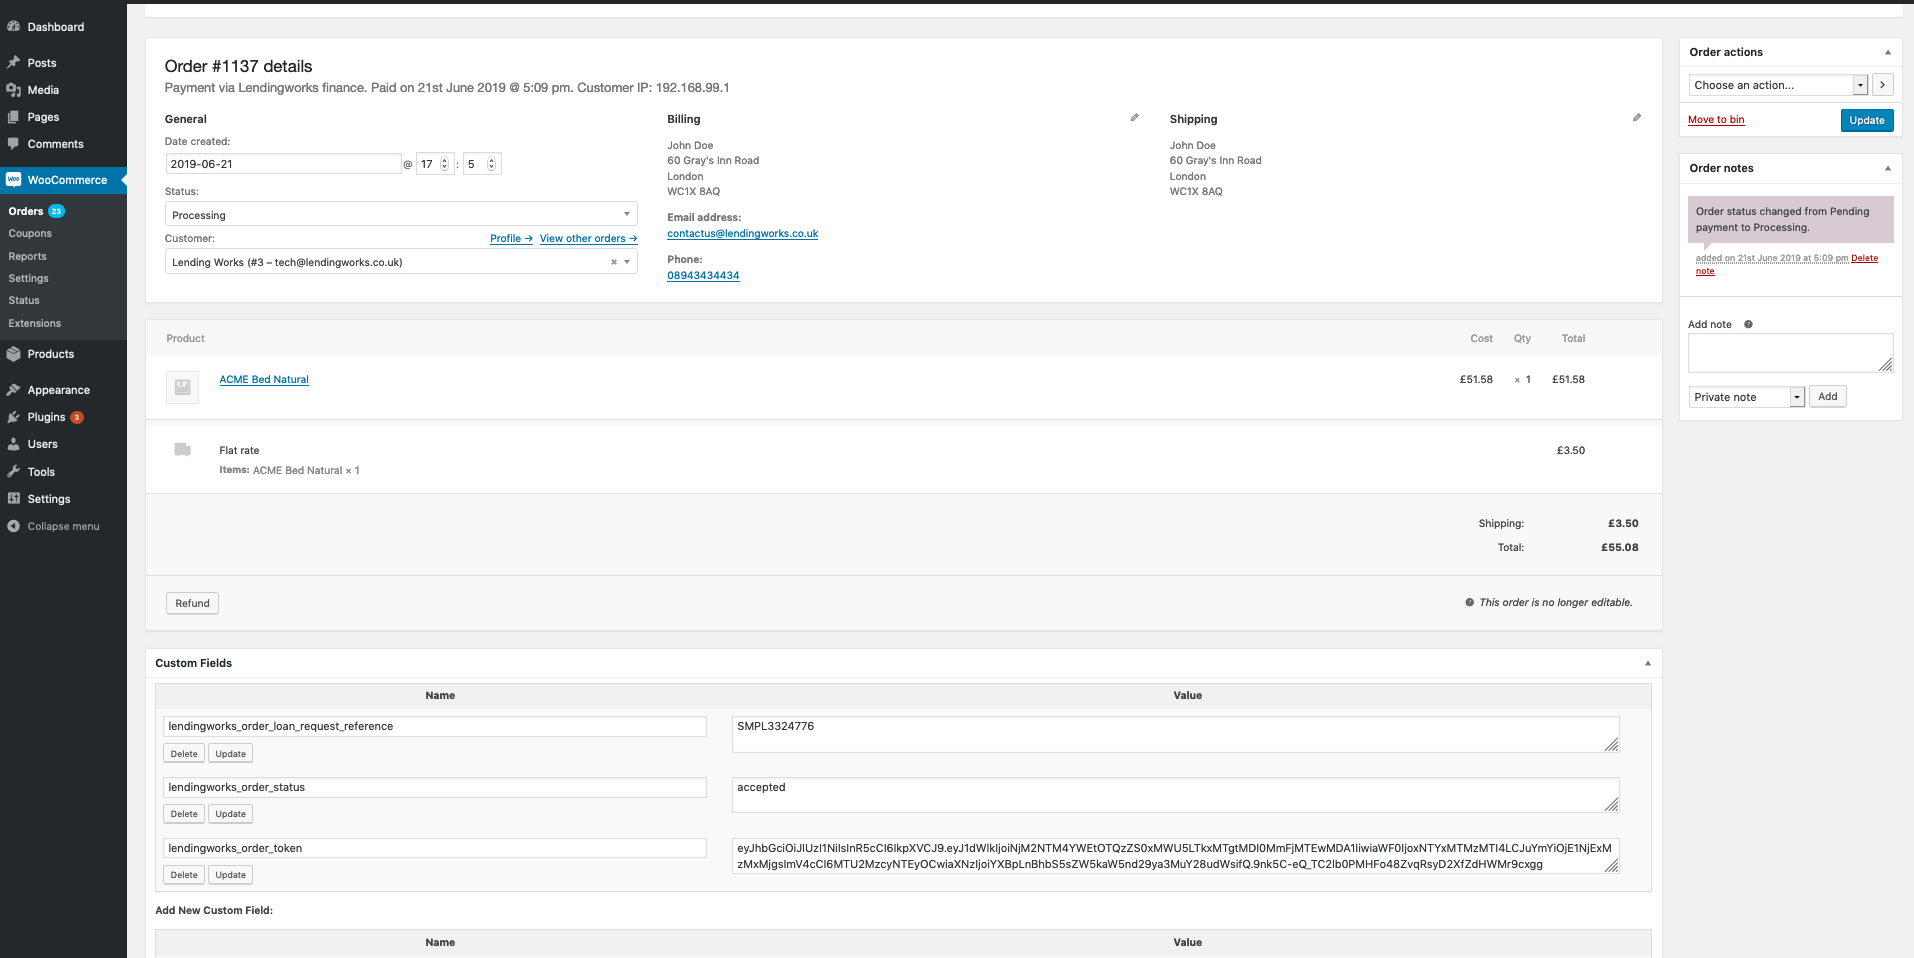 Dashboard
Posts
Media
Pages
Comments
WooCommerce
Orders 23
Coupons
Reports
Settings
Status
Extensions
Products
Appearance
Plugins 3
Users
Tools
Settings
Collapse menu
Order #1137 details
Payment via Lendingworks finance. Paid on 21st June 2019 @ 5:09 pm. Customer IP: 192.168.99.1
General
Date created:
2019-06-21 @ 17 : 5
Status:
Processing
Customer: Profile → View other orders →
Lending Works (#3 – tech@lendingworks.co.uk) ×
Billing
John Doe
60 Gray's Inn Road
London
WC1X 8AQ
Email address:
contactus@lendingworks.co.uk
Phone:
08943434434
Shipping
John Doe
60 Gray's Inn Road
London
WC1X 8AQ
Product Cost Qty Total
ACME Bed Natural £51.58 × 1 £51.58
Flat rate £3.50
Items: ACME Bed Natural × 1
Shipping: £3.50
Total: £55.08
Refund
This order is no longer editable.
Custom Fields
Name Value
lendingworks_order_loan_request_reference SMPL3324776
Delete Update
lendingworks_order_status accepted
Delete Update
lendingworks_order_token
Delete Update
Add New Custom Field:
Name Value
Order actions
Choose an action...
Move to bin Update
Order notes
Order status changed from Pending
payment to Processing.
added on 21st June 2019 at 5:09 pm Delete
note
Add note
Private note Add